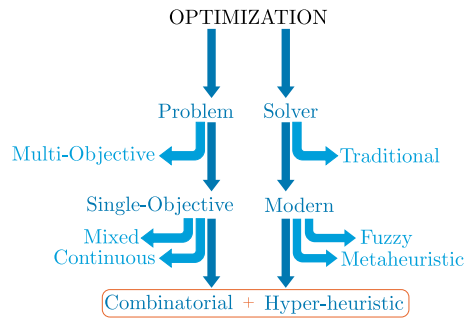 OPTIMIZATION
Problem Solver
Multi-Objective Traditional
Single-Objective Modern
Mixed Fuzzy
Continuous Metaheuristic
Combinatorial + Hyper-heuristic